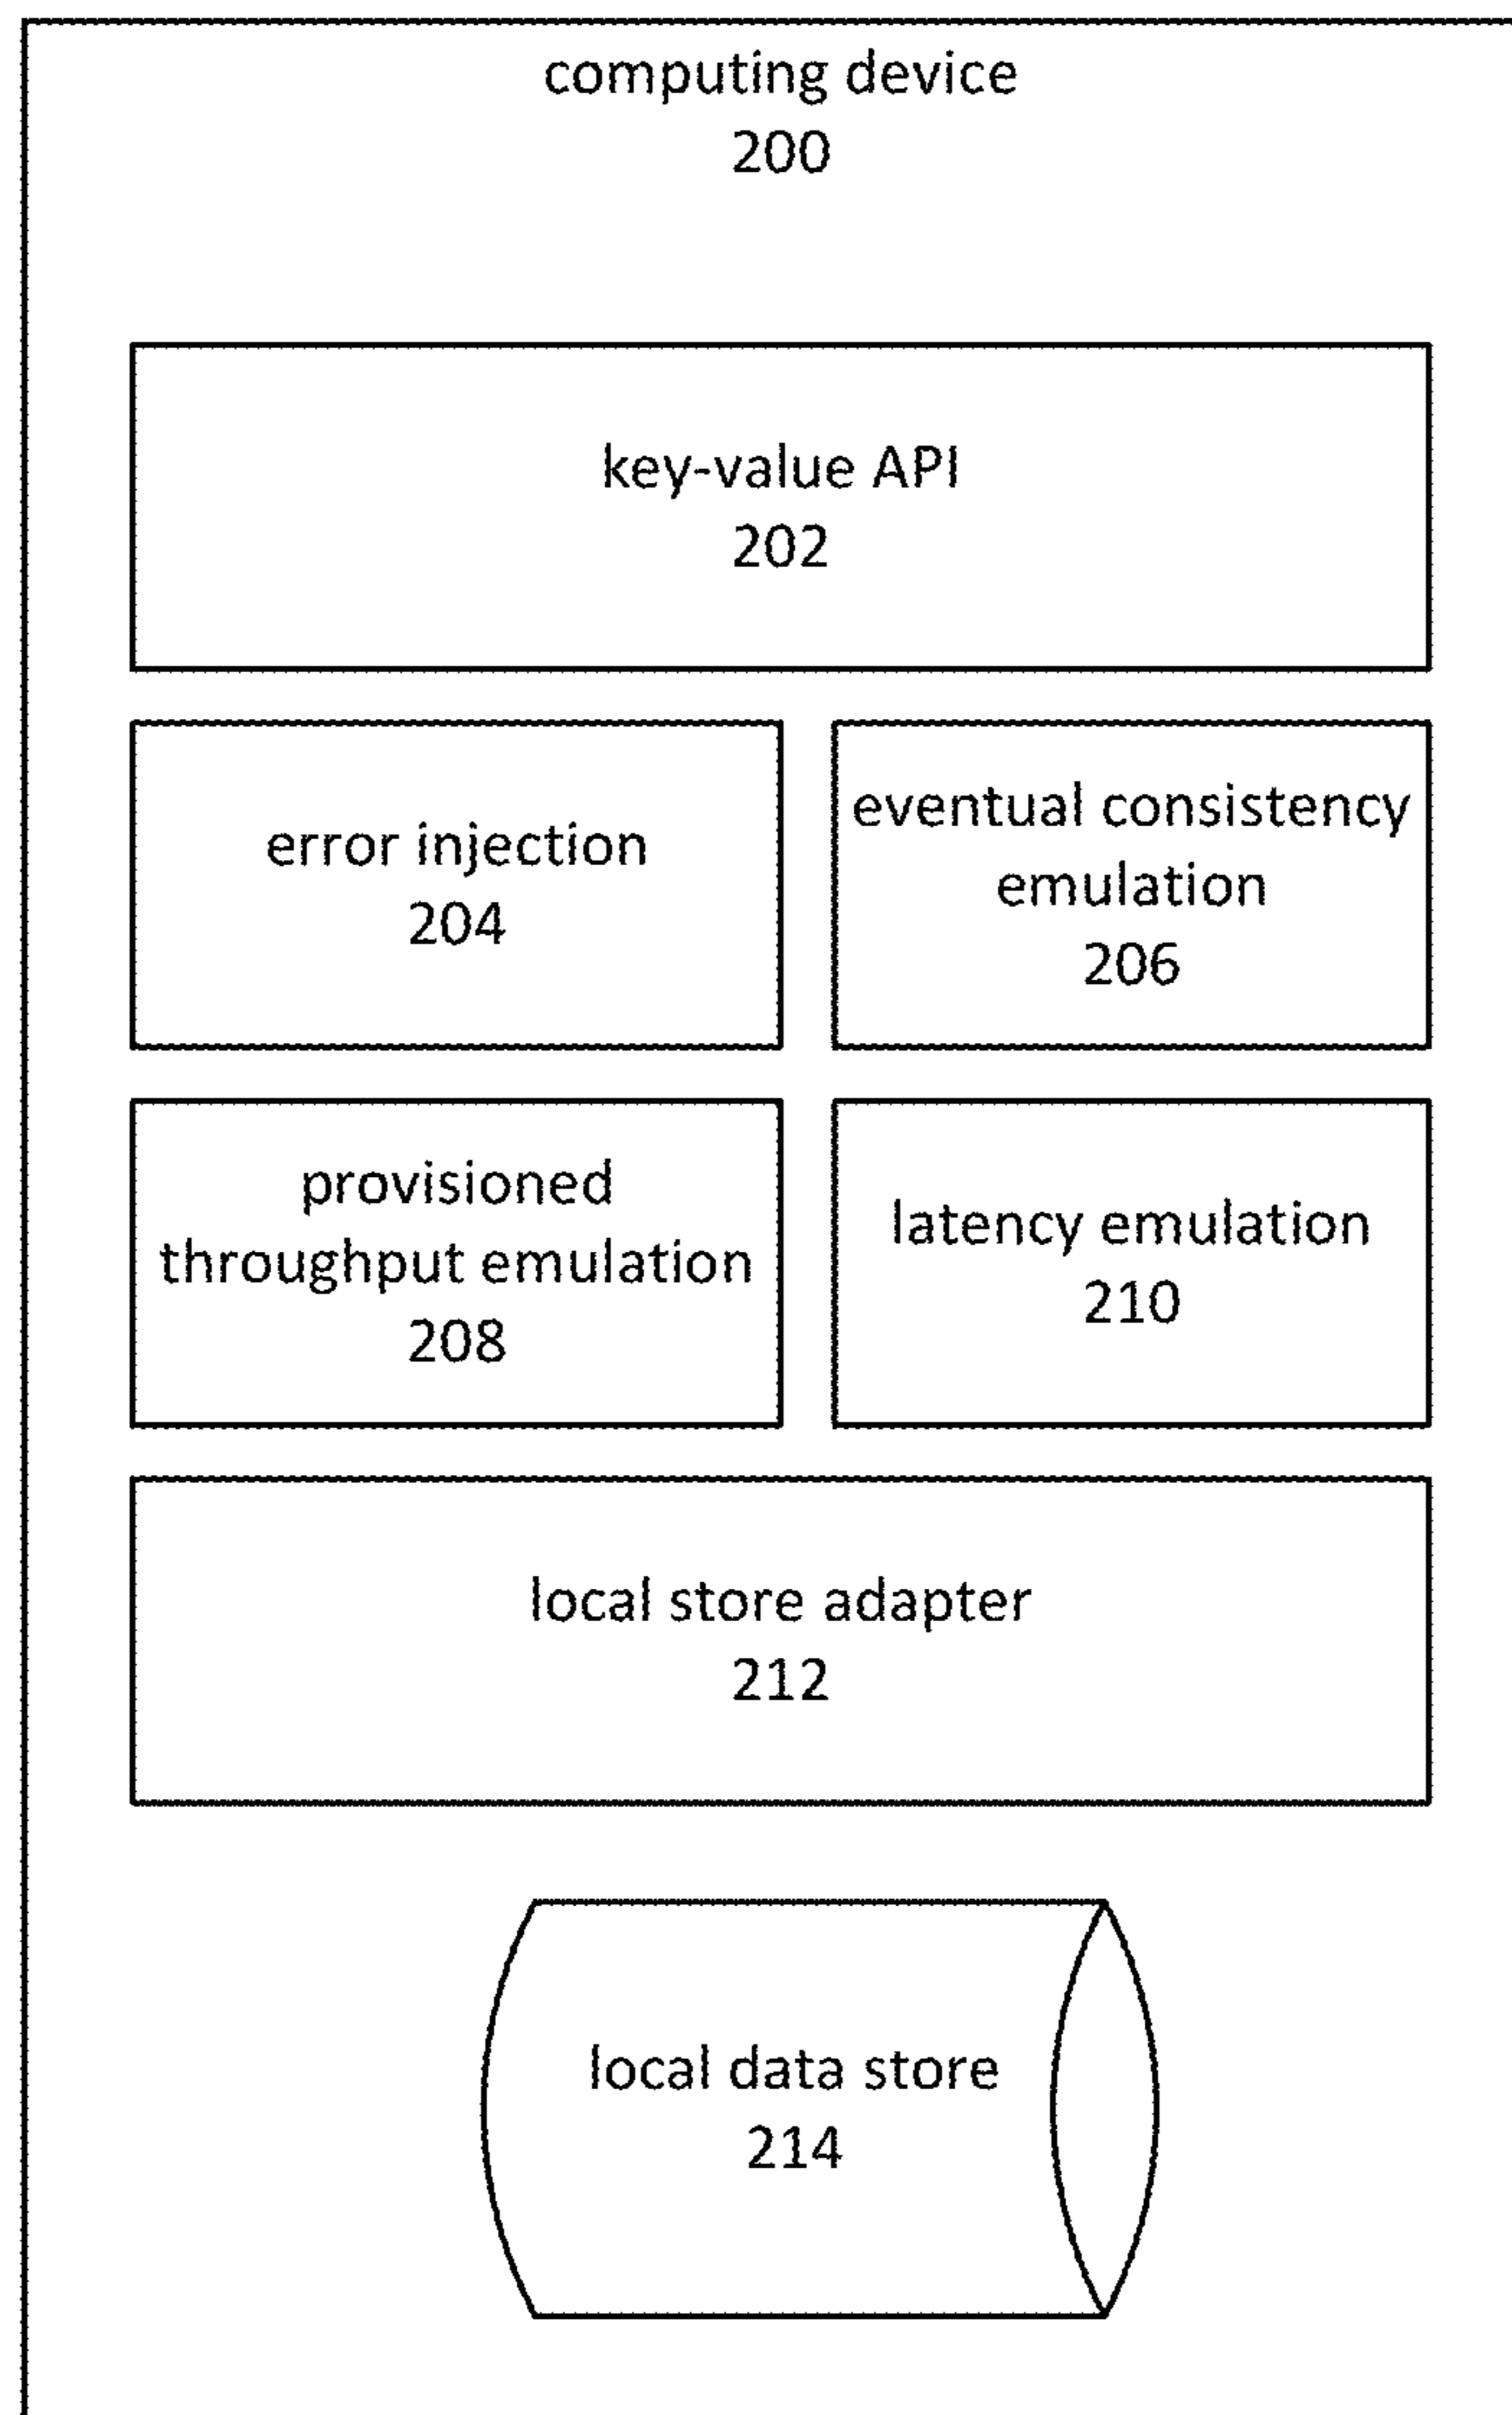 computing device
200
key-value API
202
error injection
204
eventual consistency
emulation
206
provisioned
throughput emulation
208
latency emulation
210
local store adapter
212
local data store
214